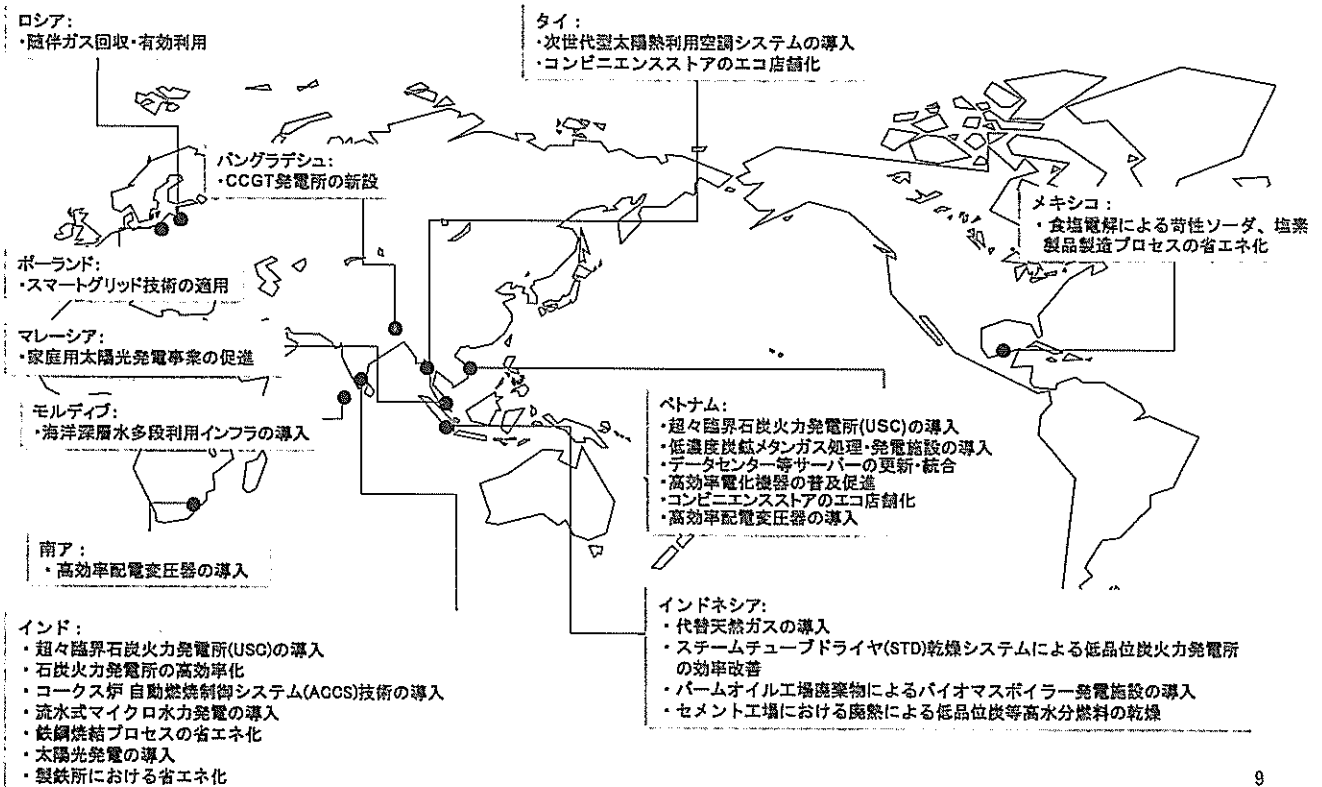 ロシア:
・随伴ガス回収・有効利用
タイ:
・次世代型太陽熱利用空調システムの導入
・コンビニエンスストアのエコ店舗化
バングラデシュ:
・CCGT発電所の新設
メキシコ:
・食塩電解による苛性ソーダ、塩素
製品製造プロセスの省エネ化
ポーランド:
・スマートグリッド技術の適用
マレーシア:
・家庭用太陽光発電事業の促進
モルディブ:
・海洋深層水多段利用インフラの導入
ベトナム:
・超々臨界石炭火力発電所(USC)の導入
・低濃度炭鉱メタンガス処理・発電施設の導入
・データセンター等サーバーの更新・統合
・高効率電化機器の普及促進
・コンビニエンスストアのエコ店舗化
・高効率配電変圧器の導入
南ア:
・高効率配電変圧器の導入
インド:
・超々臨界石炭火力発電所(USC)の導入
・石炭火力発電所の高効率化
・コークス炉 自動燃焼制御システム(ACCS)技術の導入
・流水式マイクロ水力発電の導入
・鉄鋼焼結プロセスの省エネ化
・太陽光発電の導入
・製鉄所における省エネ化
インドネシア:
・代替天然ガスの導入
・スチームチューブドライヤ(STD)乾燥システムによる低品位炭火力発電所
の効率改善
・パームオイル工場廃棄物によるバイオマスボイラー発電施設の導入
・セメント工場における廃熱による低品位炭等高水分燃料の乾燥
9